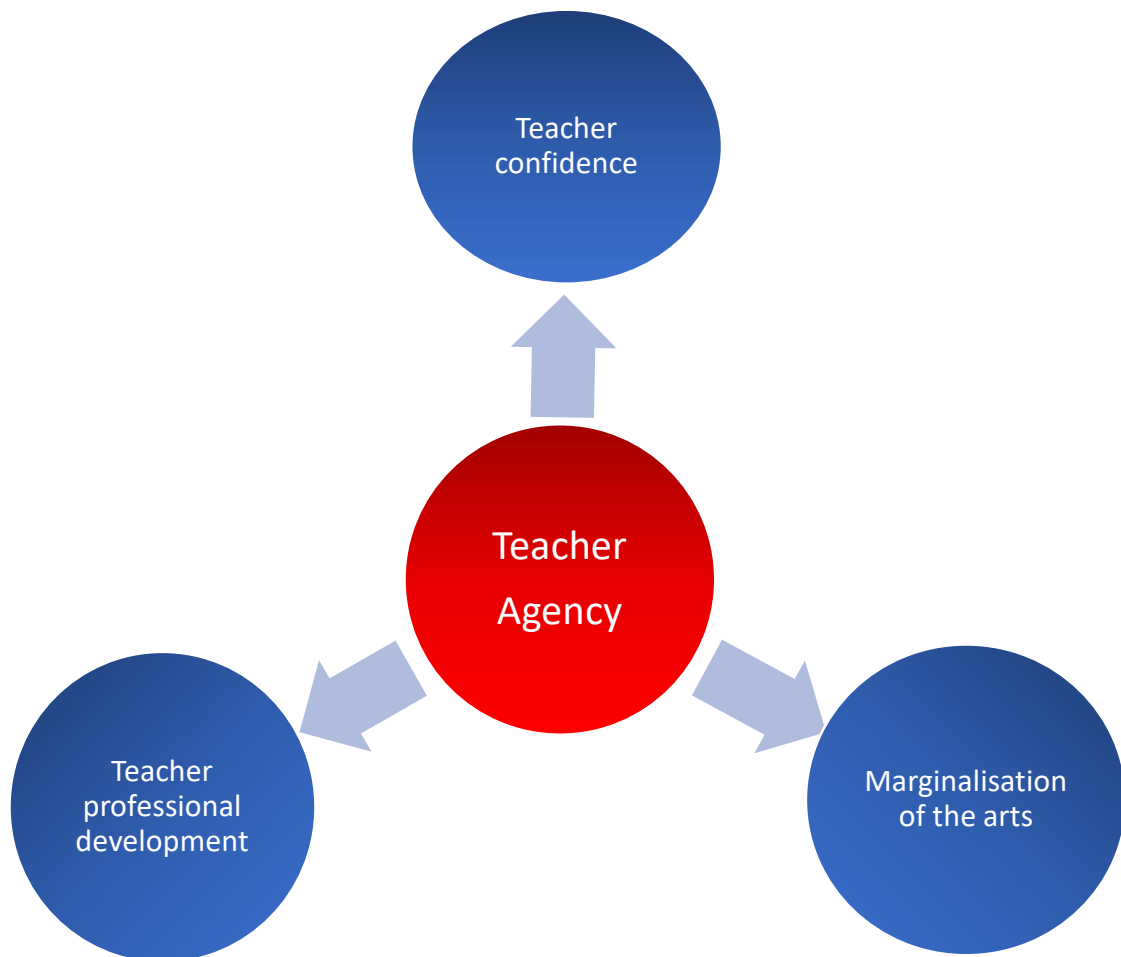 Teacher
confidence
Teacher
Agency
Teacher
professional
development
Marginalisation
of the arts